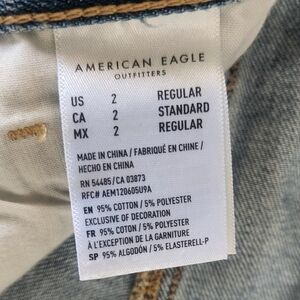 AMERICAN EAGLE
OUTFITTERS
US 2 REGULAR
CA 2 STANDARD
MX 2 REGULAR
MADE IN CHINA / FABRIQUÉ EN CHINE /
HECHO EN CHINA
RN 54485/CA 03873
RFC# AEM120605U9A
EN 95% COTTON / 5% POLYESTER
EXCLUSIVE OF DECORATION
FR 95% COTON / 5% POLYESTER
À L'EXCEPTION DE LA GARNITURE
SP 95% ALGODÓN / 5% ELASTERELL-P